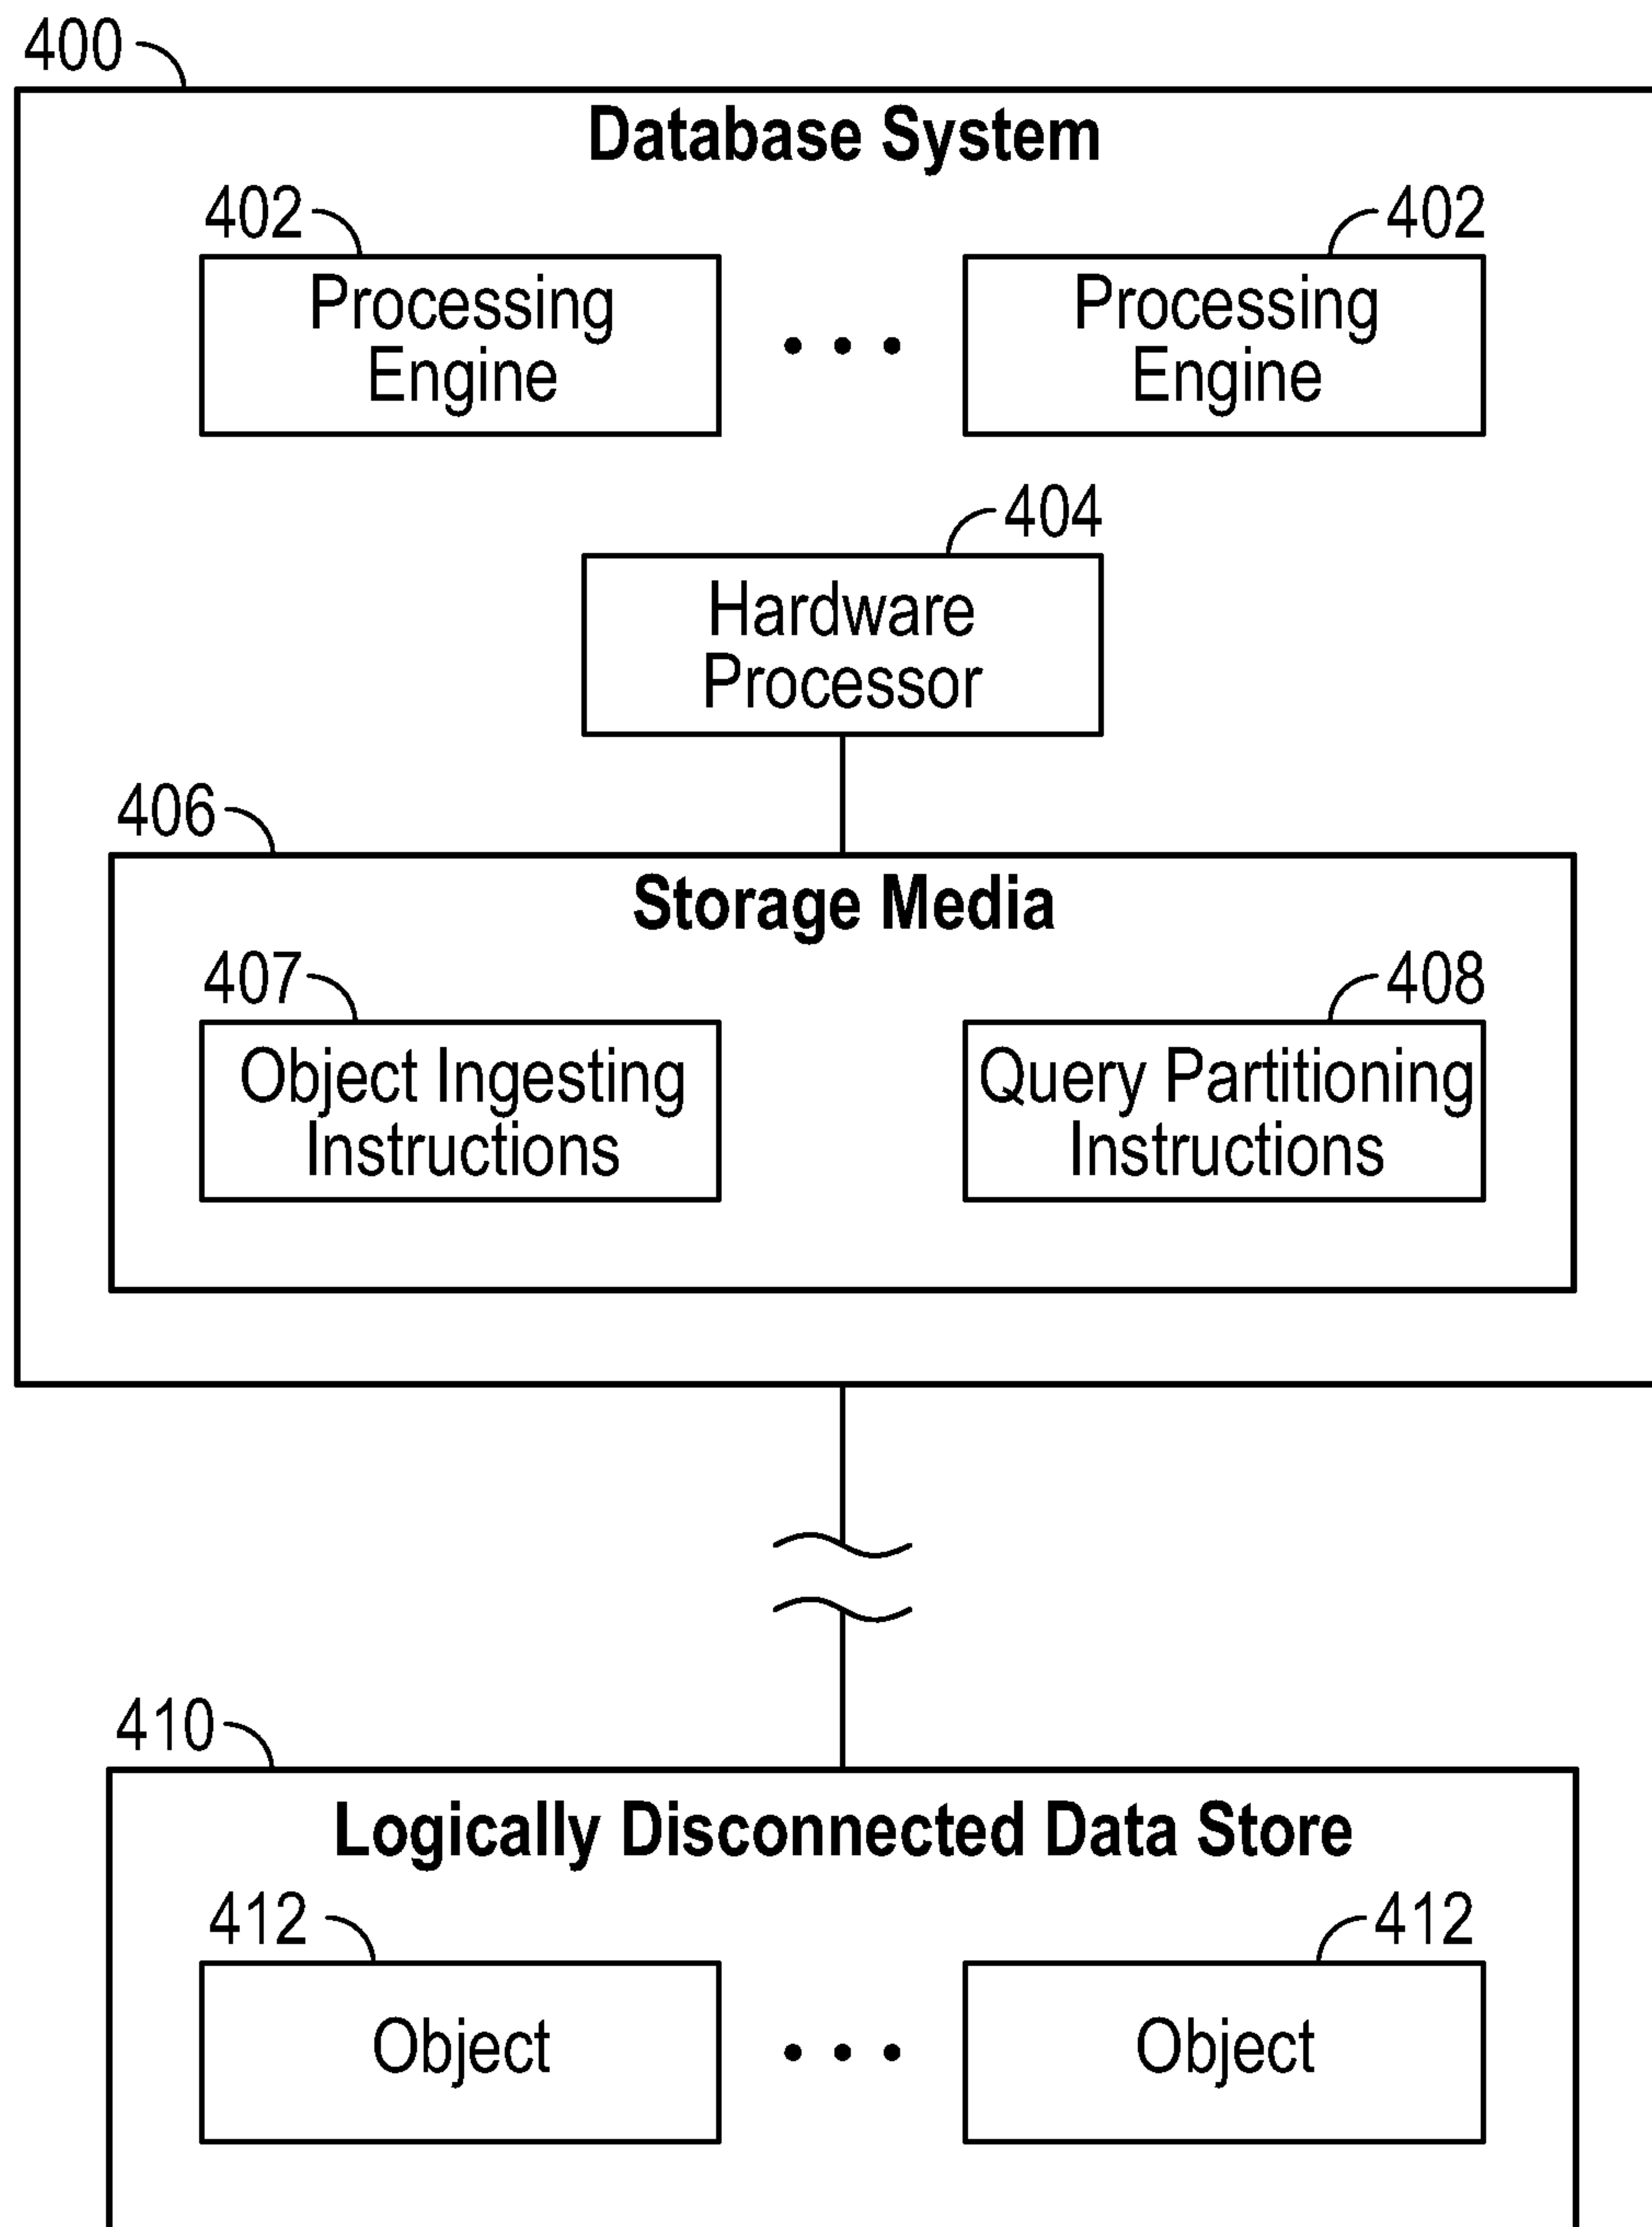 400
Database System
402
402
Processing
Engine
Processing
Engine
404
Hardware
Processor
406
Storage Media
407
408
Object Ingesting
Instructions
Query Partitioning
Instructions
410
Logically Disconnected Data Store
412
412
Object
Object